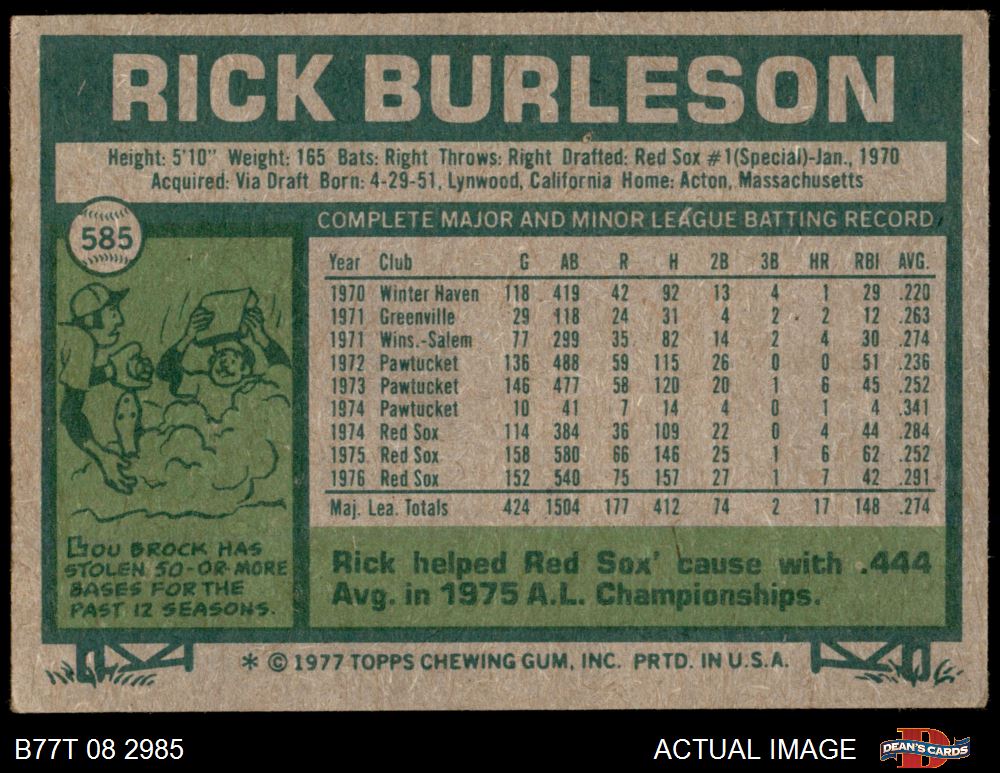 RICK BURLESON
Height: 5'10" Weight: 165 Bats: Right Throws: Right Drafted: Red Sox #1(Special)-Jan., 1970
Acquired: Via Draft Born: 4-29-51, Lynwood, California Home: Acton, Massachusetts
585
COMPLETE MAJOR AND MINOR LEAGUE BATTING RECORD
Year Club G AB R H 2B 3B HR RBI AVG.
1970 Winter Haven 118 419 42 92 13 4 1 29 .220
1971 Greenville 29 118 24 31 4 2 2 12 .263
1971 Wins.-Salem 77 299 35 82 14 2 4 30 .274
1972 Pawtucket 136 488 59 115 26 0 0 51 .236
1973 Pawtucket 146 477 58 120 20 1 6 45 .252
1974 Pawtucket 10 41 7 14 4 0 1 4 .341
1974 Red Sox 114 384 36 109 22 0 4 44 .284
1975 Red Sox 158 580 66 146 25 1 6 62 .252
1976 Red Sox 152 540 75 157 27 1 7 42 .291
Maj. Lea. Totals 424 1504 177 412 74 2 17 148 .274
LOU BROCK HAS
STOLEN 50-OR-MORE
BASES FOR THE
PAST 12 SEASONS.
Rick helped Red Sox' cause with .444
Avg. in 1975 A.L. Championships.
* © 1977 TOPPS CHEWING GUM, INC. PRTD. IN U.S.A.
B77T 08 2985
ACTUAL IMAGE
DEAN'S CARDS